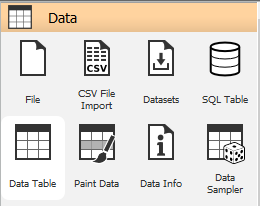 Data
File
CSV
CSV File
Import
Datasets
SQL Table
Data Table
Paint Data
Data Info
Data
Sampler